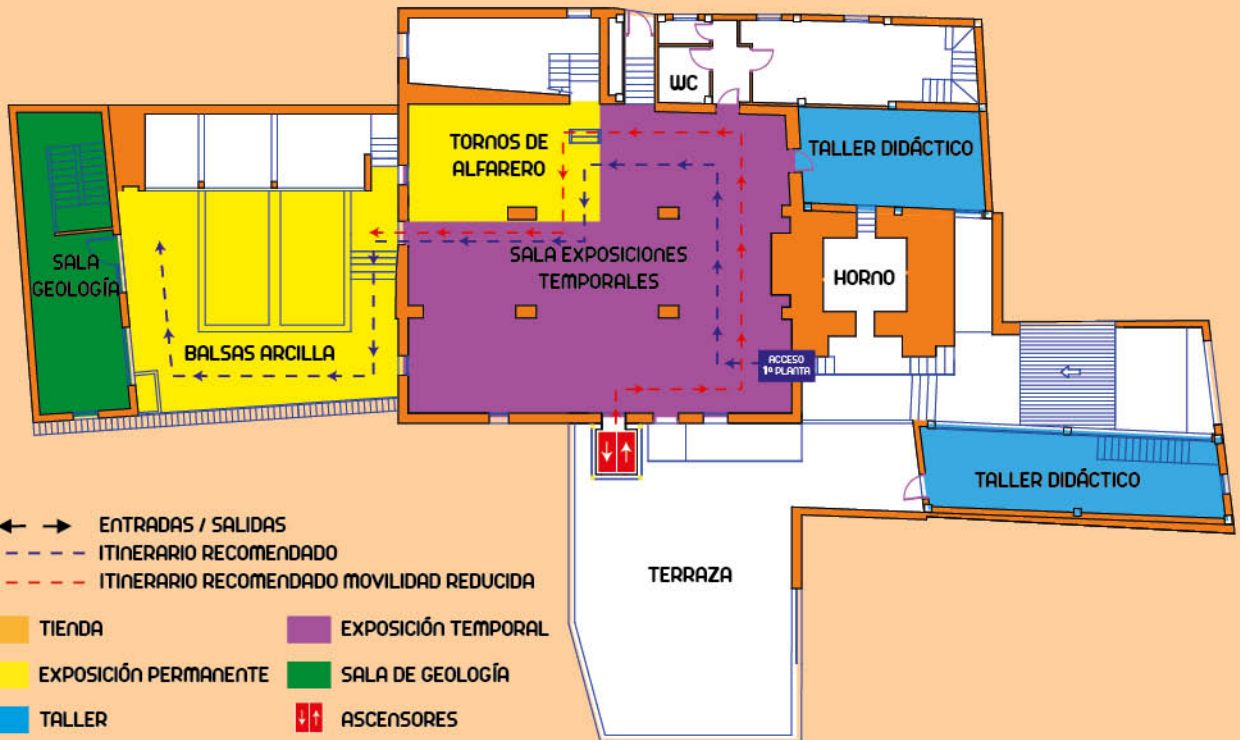 WC
TORNOS DE
ALFARERO
TALLER DIDÁCTICO
SALA
GEOLOGÍA
SALA EXPOSICIONES
TEMPORALES
HORNO
BALSAS ARCILLA
ACCESO
1º PLANTA
TALLER DIDÁCTICO
TERRAZA
ENTRADAS / SALIDAS
ITINERARIO RECOMENDADO
ITINERARIO RECOMENDADO MOVILIDAD REDUCIDA
TIENDA
EXPOSICIÓN TEMPORAL
EXPOSICIÓN PERMANENTE
SALA DE GEOLOGÍA
TALLER
ASCENSORES